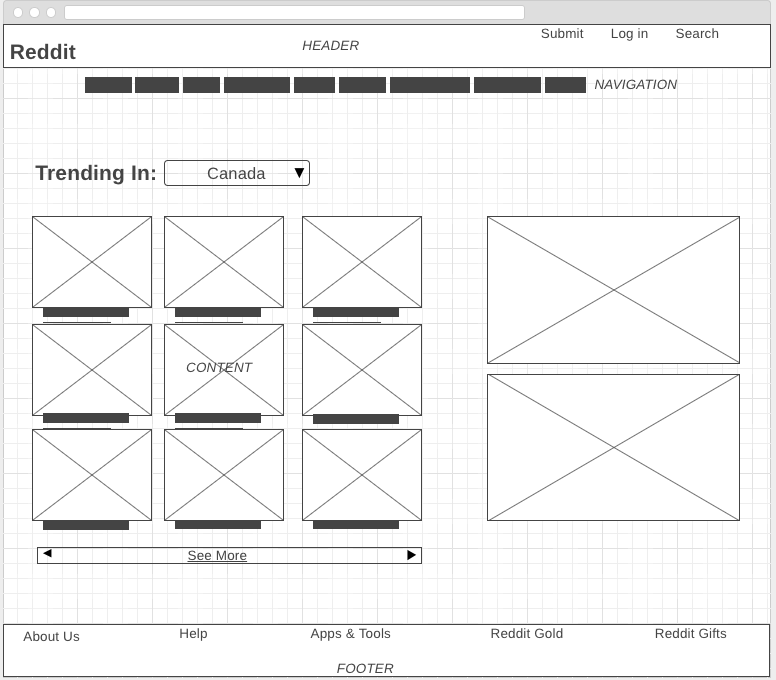 Submit Log in Search
Reddit
HEADER
NAVIGATION
Trending In: Canada
CONTENT
See More
About Us Help Apps & Tools Reddit Gold Reddit Gifts
FOOTER